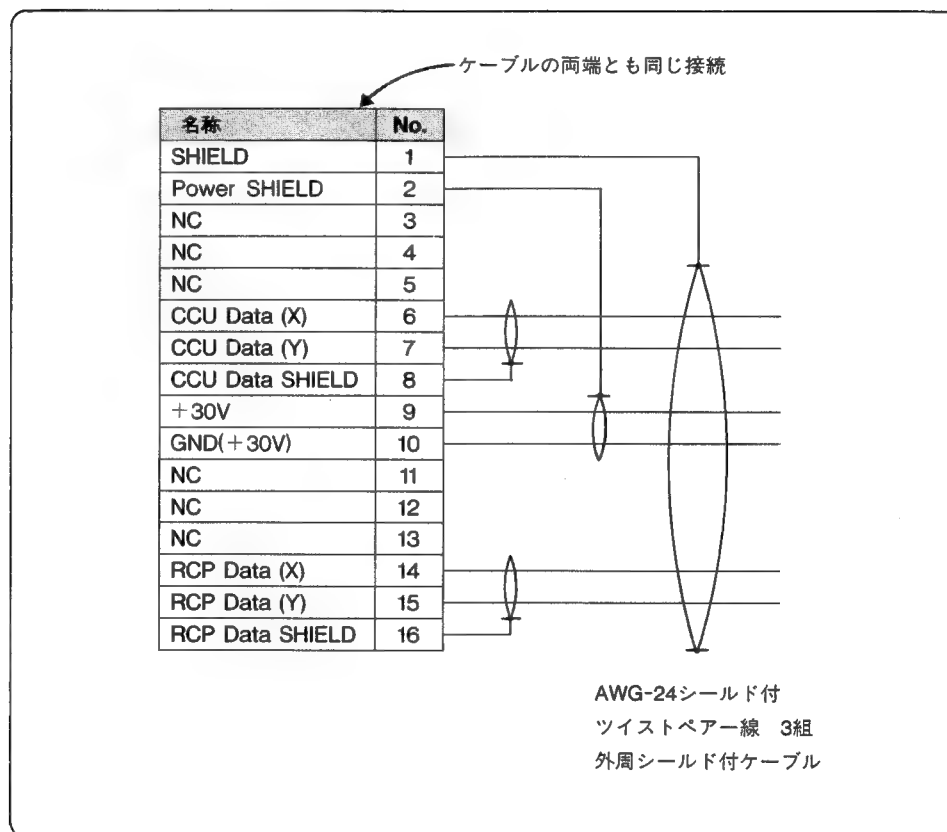 ケーブルの両端とも同じ接続
名称 No.
SHIELD 1
Power SHIELD 2
NC 3
NC 4
NC 5
CCU Data (X) 6
CCU Data (Y) 7
CCU Data SHIELD 8
+30V 9
GND(+30V) 10
NC 11
NC 12
NC 13
RCP Data (X) 14
RCP Data (Y) 15
RCP Data SHIELD 16
AWG-24シールド付
ツイストペアー線 3組
外周シールド付ケーブル